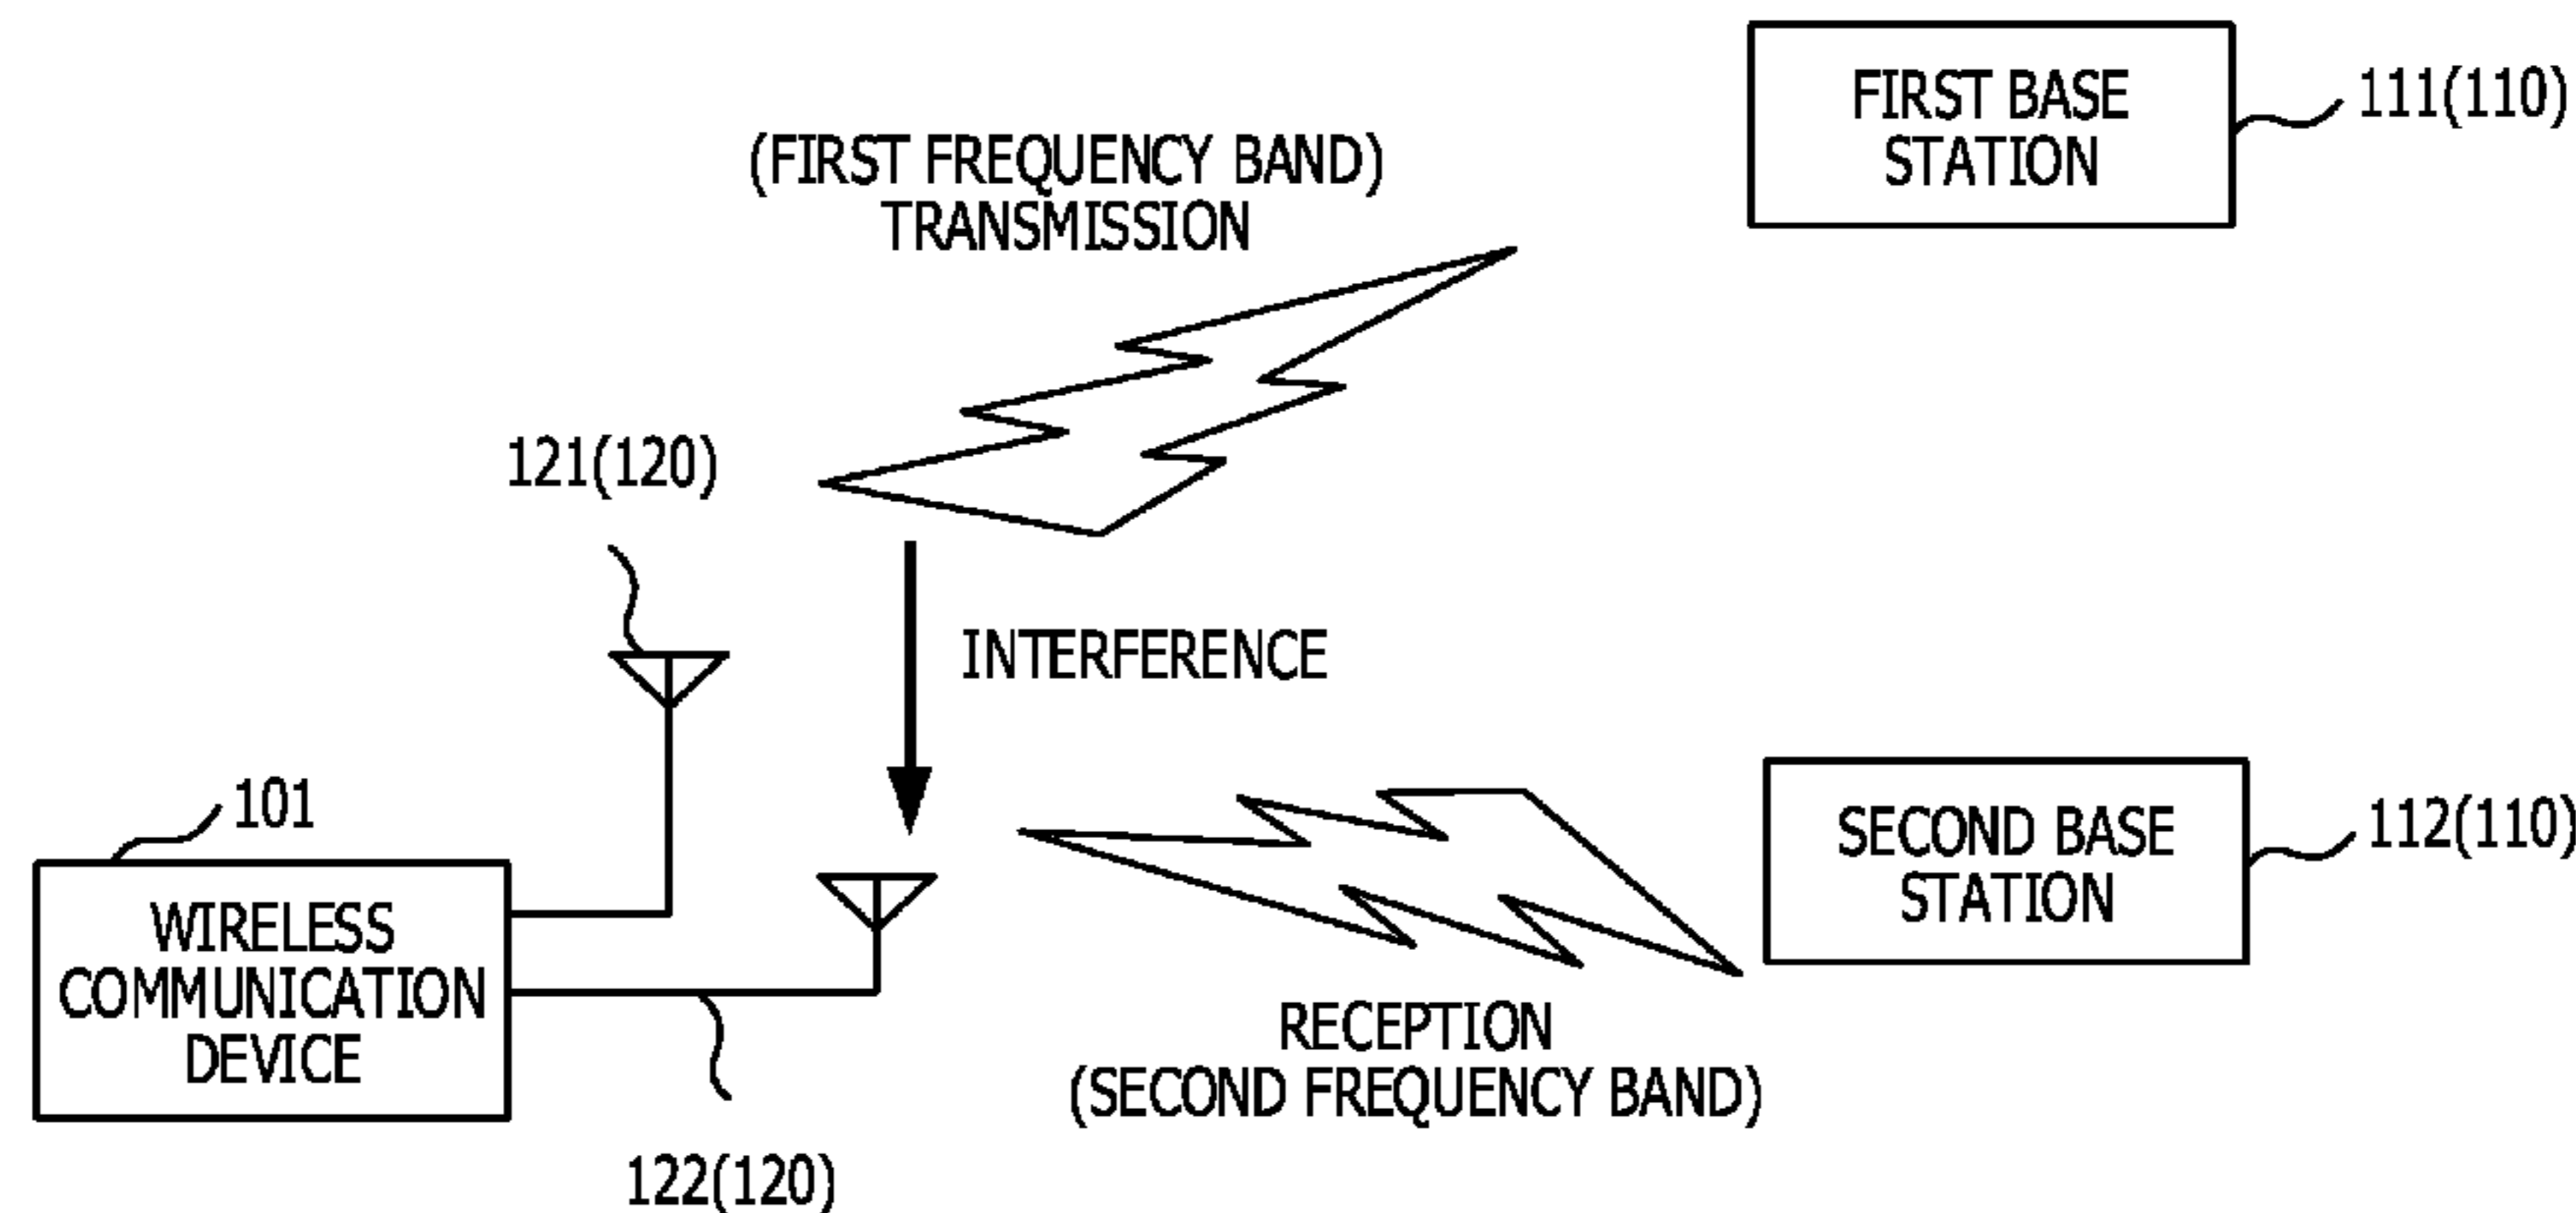 FIRST BASE
STATION
111(110)
(FIRST FREQUENCY BAND)
TRANSMISSION
121(120)
INTERFERENCE
101
WIRELESS
COMMUNICATION
DEVICE
SECOND BASE
STATION
112(110)
RECEPTION
(SECOND FREQUENCY BAND)
122(120)